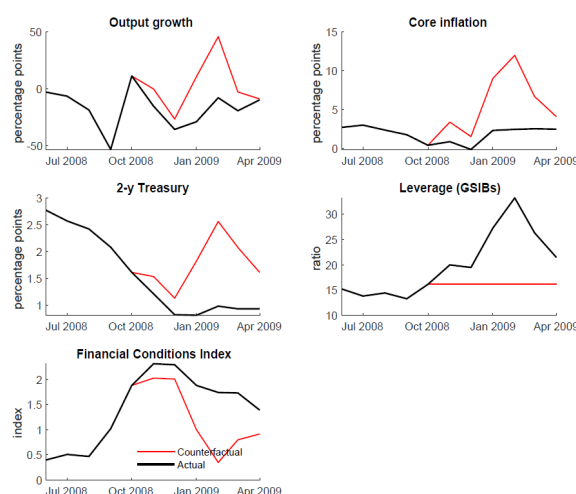 Output growth
percentage points
50
0
-50
Jul 2008 Oct 2008 Jan 2009 Apr 2009
Core inflation
percentage points
15
10
5
0
Jul 2008 Oct 2008 Jan 2009 Apr 2009
2-y Treasury
percentage points
3
2.5
2
1.5
1
Jul 2008 Oct 2008 Jan 2009 Apr 2009
Leverage (GSIBs)
ratio
30
25
20
15
10
Jul 2008 Oct 2008 Jan 2009 Apr 2009
Financial Conditions Index
index
2
1.5
1
0.5
0
Counterfactual
Actual
Jul 2008 Oct 2008 Jan 2009 Apr 2009